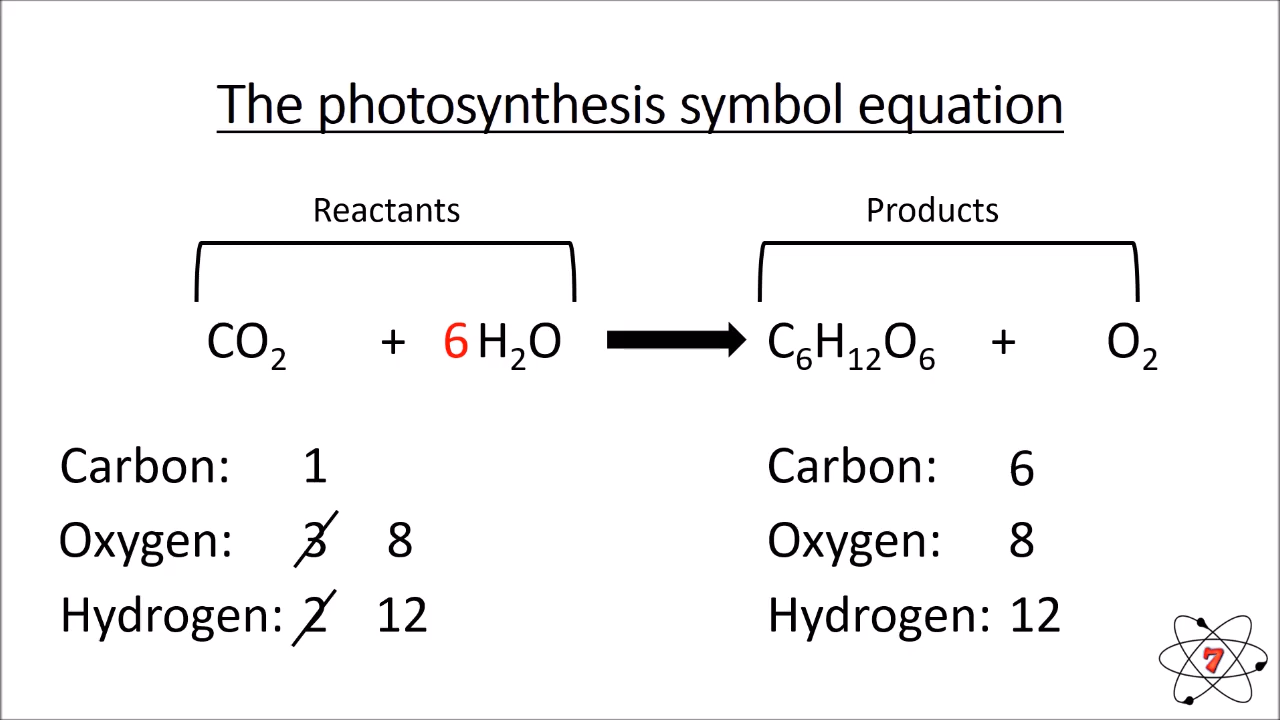 The photosynthesis symbol equation
Reactants Products
CO₂ + 6 H₂O C₆H₁₂O₆ + O₂
Carbon: 1 Carbon: 6
Oxygen: 3 8 Oxygen: 8
Hydrogen: 2 12 Hydrogen: 12
7